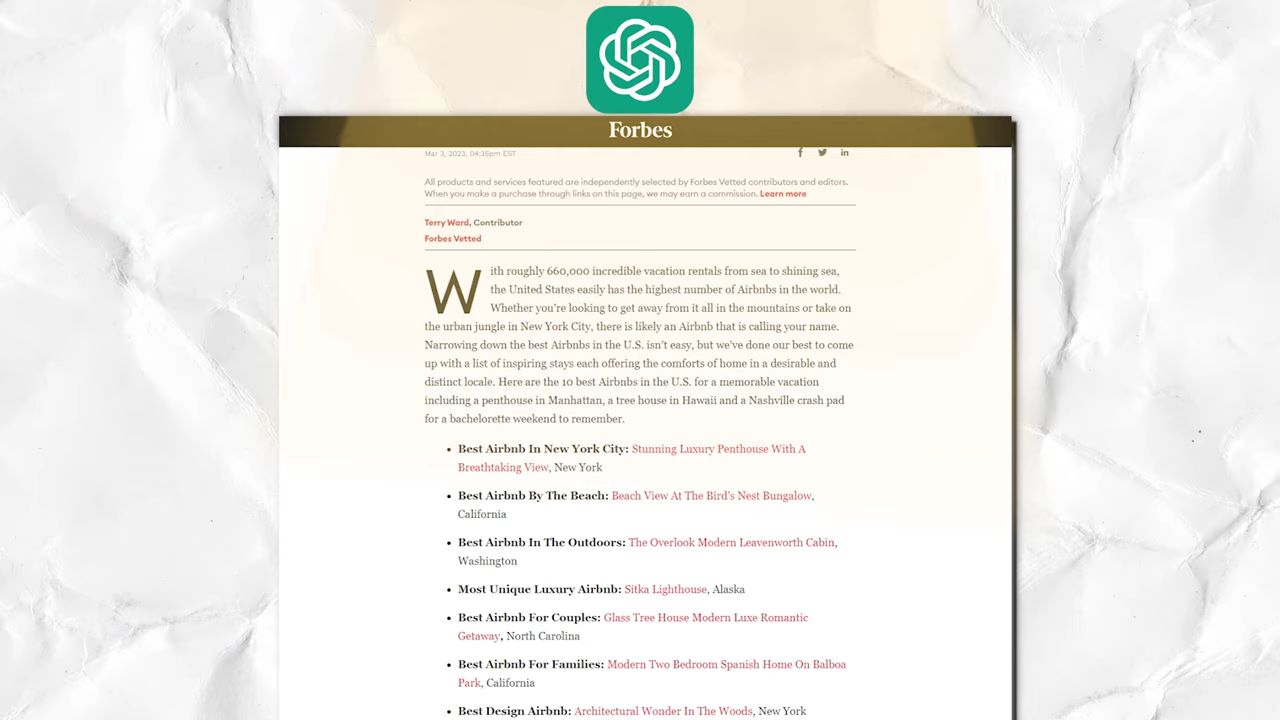 Forbes
Mar 3, 2023, 04:35pm EST
All products and services featured are independently selected by Forbes Vetted contributors and editors.
When you make a purchase through links on this page, we may earn a commission. Learn more
Terry Ward, Contributor
Forbes Vetted
With roughly 660,000 incredible vacation rentals from sea to shining sea,
the United States easily has the highest number of Airbnbs in the world.
Whether you're looking to get away from it all in the mountains or take on
the urban jungle in New York City, there is likely an Airbnb that is calling your name.
Narrowing down the best Airbnbs in the U.S. isn't easy, but we've done our best to come
up with a list of inspiring stays each offering the comforts of home in a desirable and
distinct locale. Here are the 10 best Airbnbs in the U.S. for a memorable vacation
including a penthouse in Manhattan, a tree house in Hawaii and a Nashville crash pad
for a bachelorette weekend to remember.
• Best Airbnb In New York City: Stunning Luxury Penthouse With A
Breathtaking View, New York
• Best Airbnb By The Beach: Beach View At The Bird's Nest Bungalow,
California
• Best Airbnb In The Outdoors: The Overlook Modern Leavenworth Cabin,
Washington
• Most Unique Luxury Airbnb: Sitka Lighthouse, Alaska
• Best Airbnb For Couples: Glass Tree House Modern Luxe Romantic
Getaway, North Carolina
• Best Airbnb For Families: Modern Two Bedroom Spanish Home On Balboa
Park, California
• Best Design Airbnb: Architectural Wonder In The Woods, New York